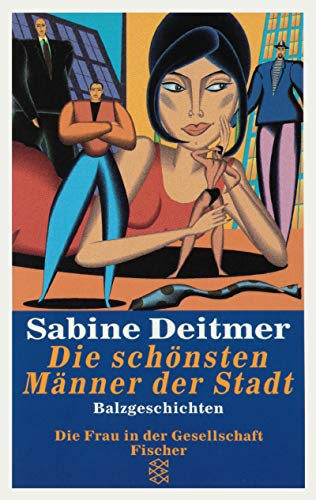 Sabine Deitmer
Die schönsten
Männer der Stadt
Balzgeschichten
Die Frau in der Gesellschaft
Fischer